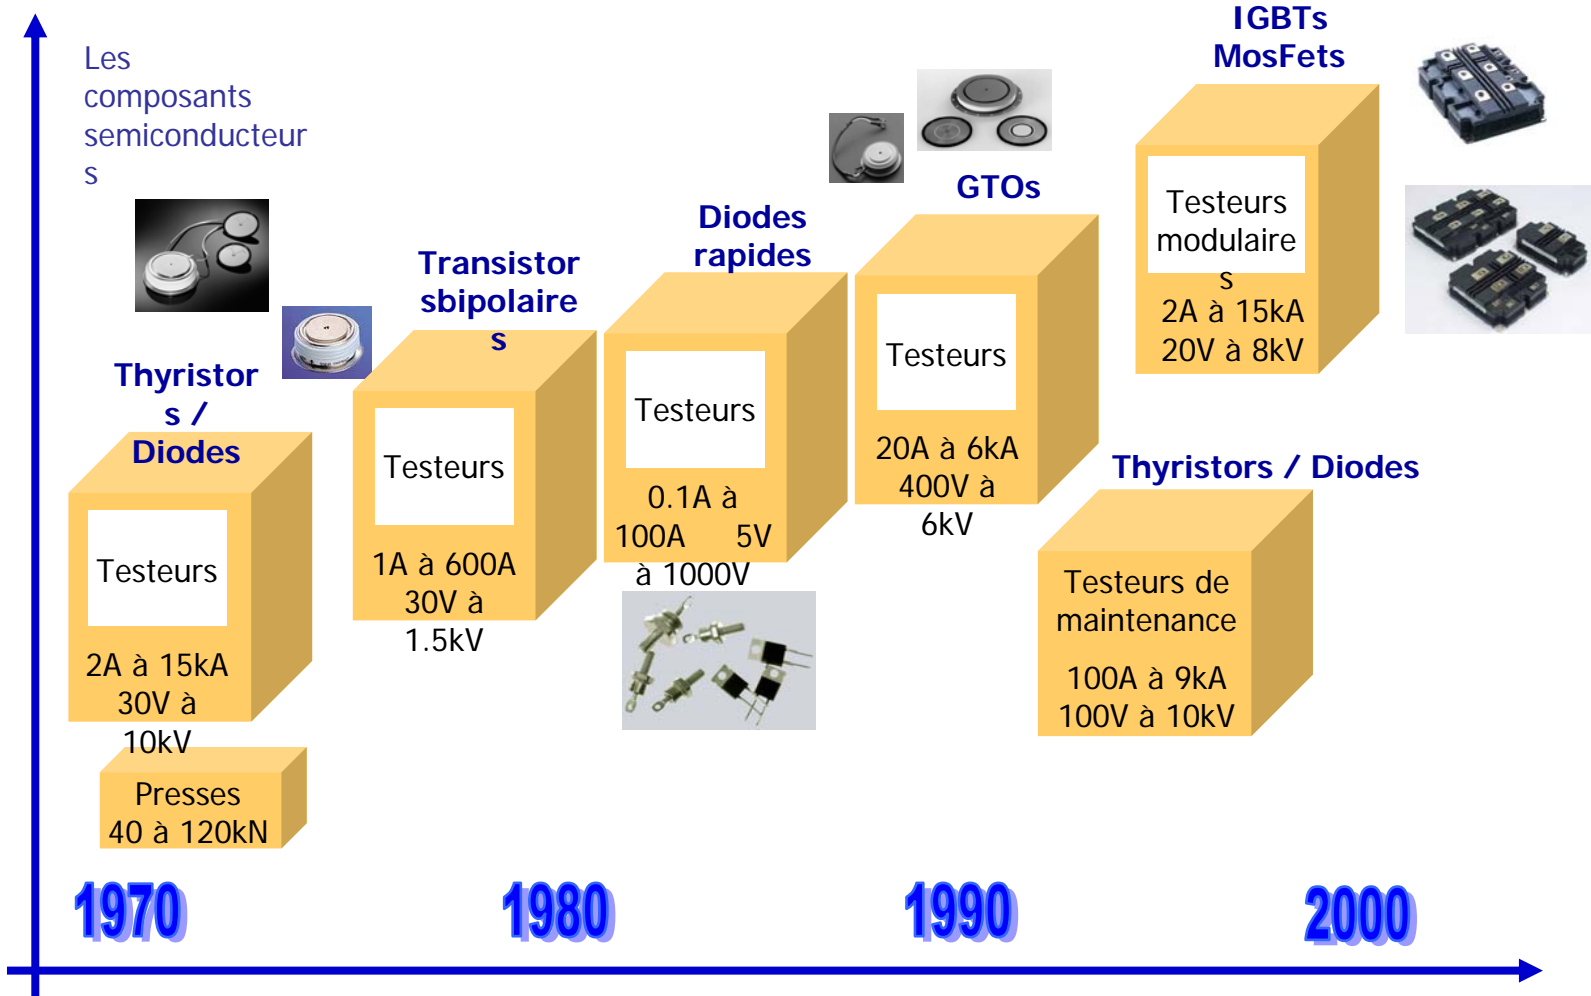 Les
composants
semiconducteur
s
Thyristor
s /
Diodes
Testeurs
2A à 15kA
30V à
10kV
Presses
40 à 120kN
Transistor
sbipolaire
s
Testeurs
1A à 600A
30V à
1.5kV
Diodes
rapides
Testeurs
0.1A à
100A 5V
à 1000V
GTOs
Testeurs
20A à 6kA
400V à
6kV
IGBTs
MosFets
Testeurs
modulaire
s
2A à 15kA
20V à 8kV
Thyristors / Diodes
Testeurs de
maintenance
100A à 9kA
100V à 10kV
1970
1980
1990
2000